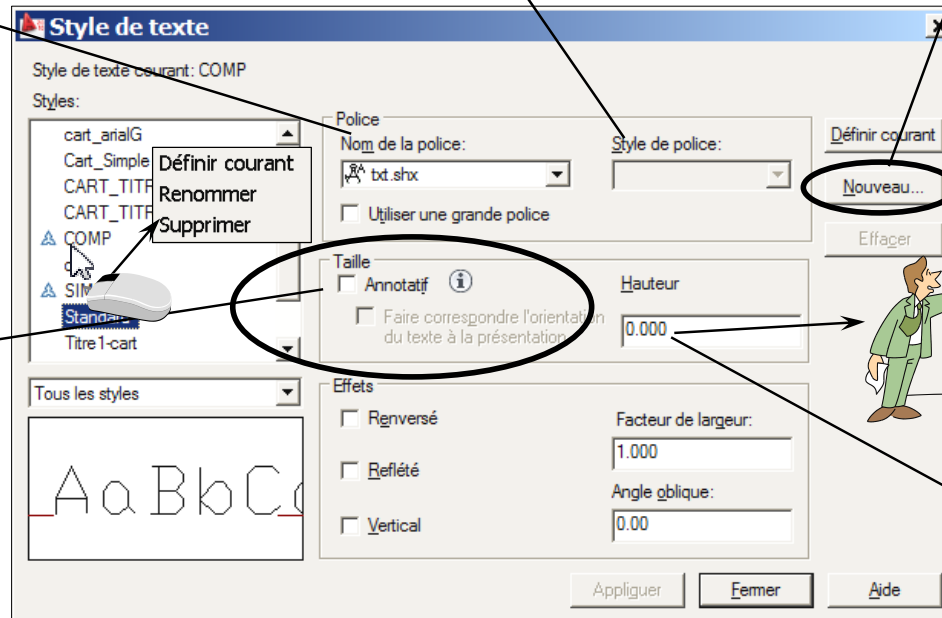 Style de texte
Style de texte courant: COMP
Styles:
cart_arialG
Cart_Simple
CART_TITR
CART_TITR
COMP
SIM
Standard
Titre1-cart
Définir courant
Renommer
Supprimer
Tous les styles
AaBbC
Police
Nom de la police:
Style de police:
txt.shx
Utiliser une grande police
Taille
Annotatif
Hauteur
Faire correspondre l'orientation
du texte à la présentation
0.000
Effets
Renversé
Reflété
Vertical
Facteur de largeur:
1.000
Angle oblique:
0.00
Définir courant
Nouveau...
Effacer
Appliquer
Fermer
Aide